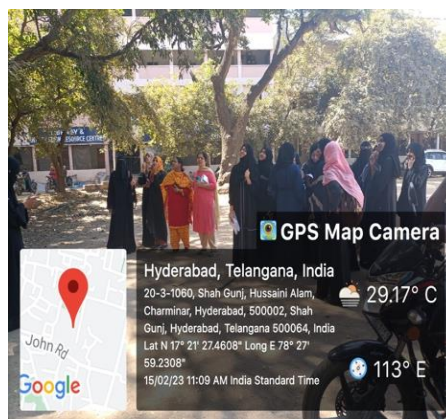 RESOURCE CENTRE
GPS Map Camera
Hyderabad, Telangana, India
20-3-1060, Shah Gunj, Hussaini Alam,
Charminar, Hyderabad, 500002, Shah
Gunj, Hyderabad, Telangana 500064, India
Lat N 17° 21' 27.4608" Long E 78° 27'
59.2308"
15/02/23 11:09 AM India Standard Time
29.17° C
113° E
John Rd
Google